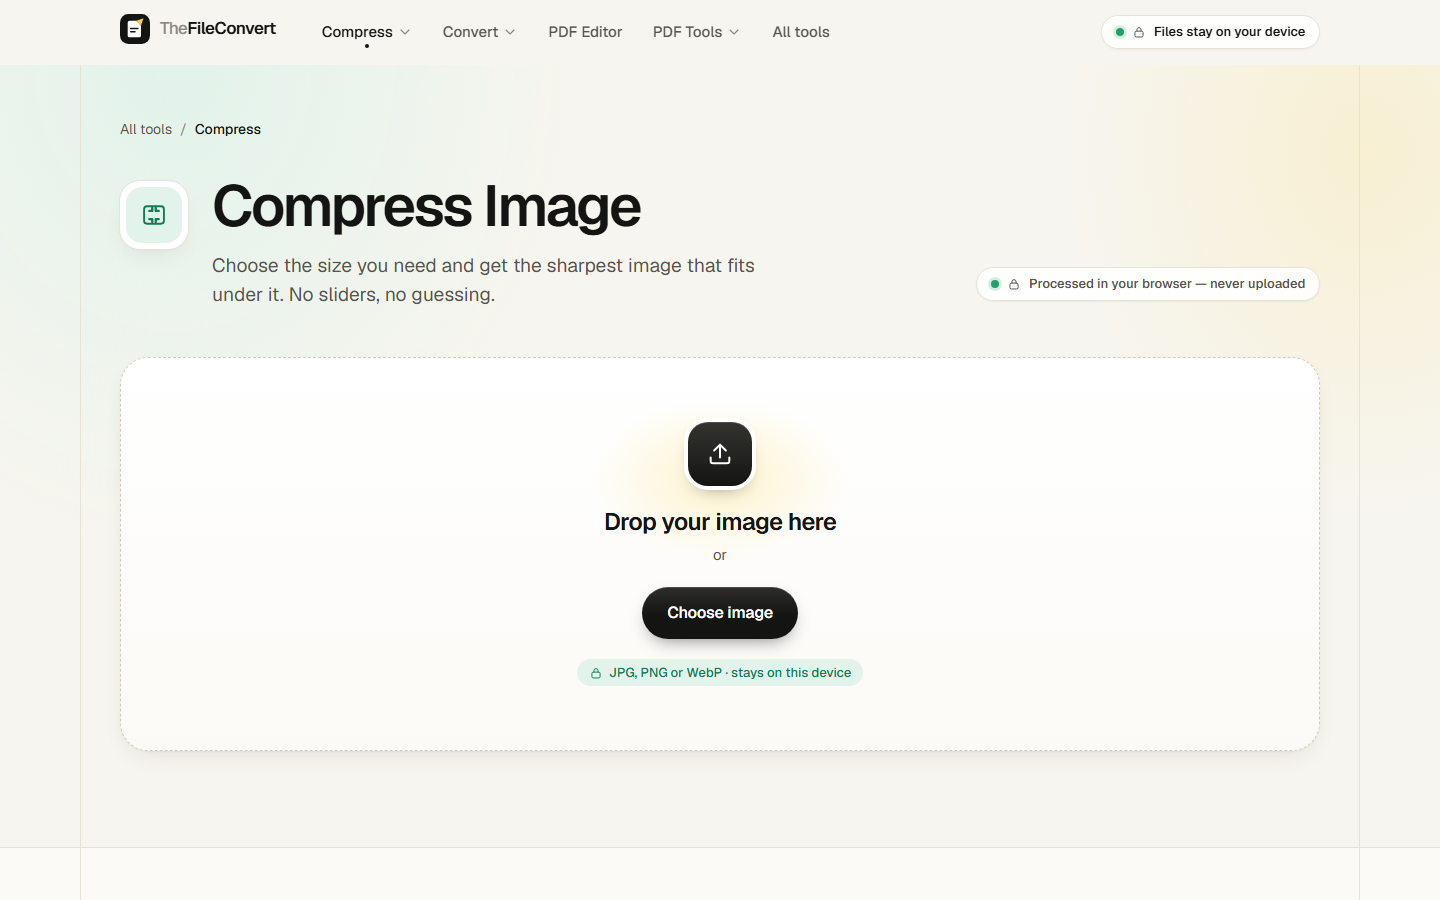 TheFileConvert
Compress
Convert
PDF Editor
PDF Tools
All tools
Files stay on your device
All tools / Compress
Compress Image
Choose the size you need and get the sharpest image that fits
under it. No sliders, no guessing.
Processed in your browser — never uploaded
Drop your image here
or
Choose image
JPG, PNG or WebP · stays on this device